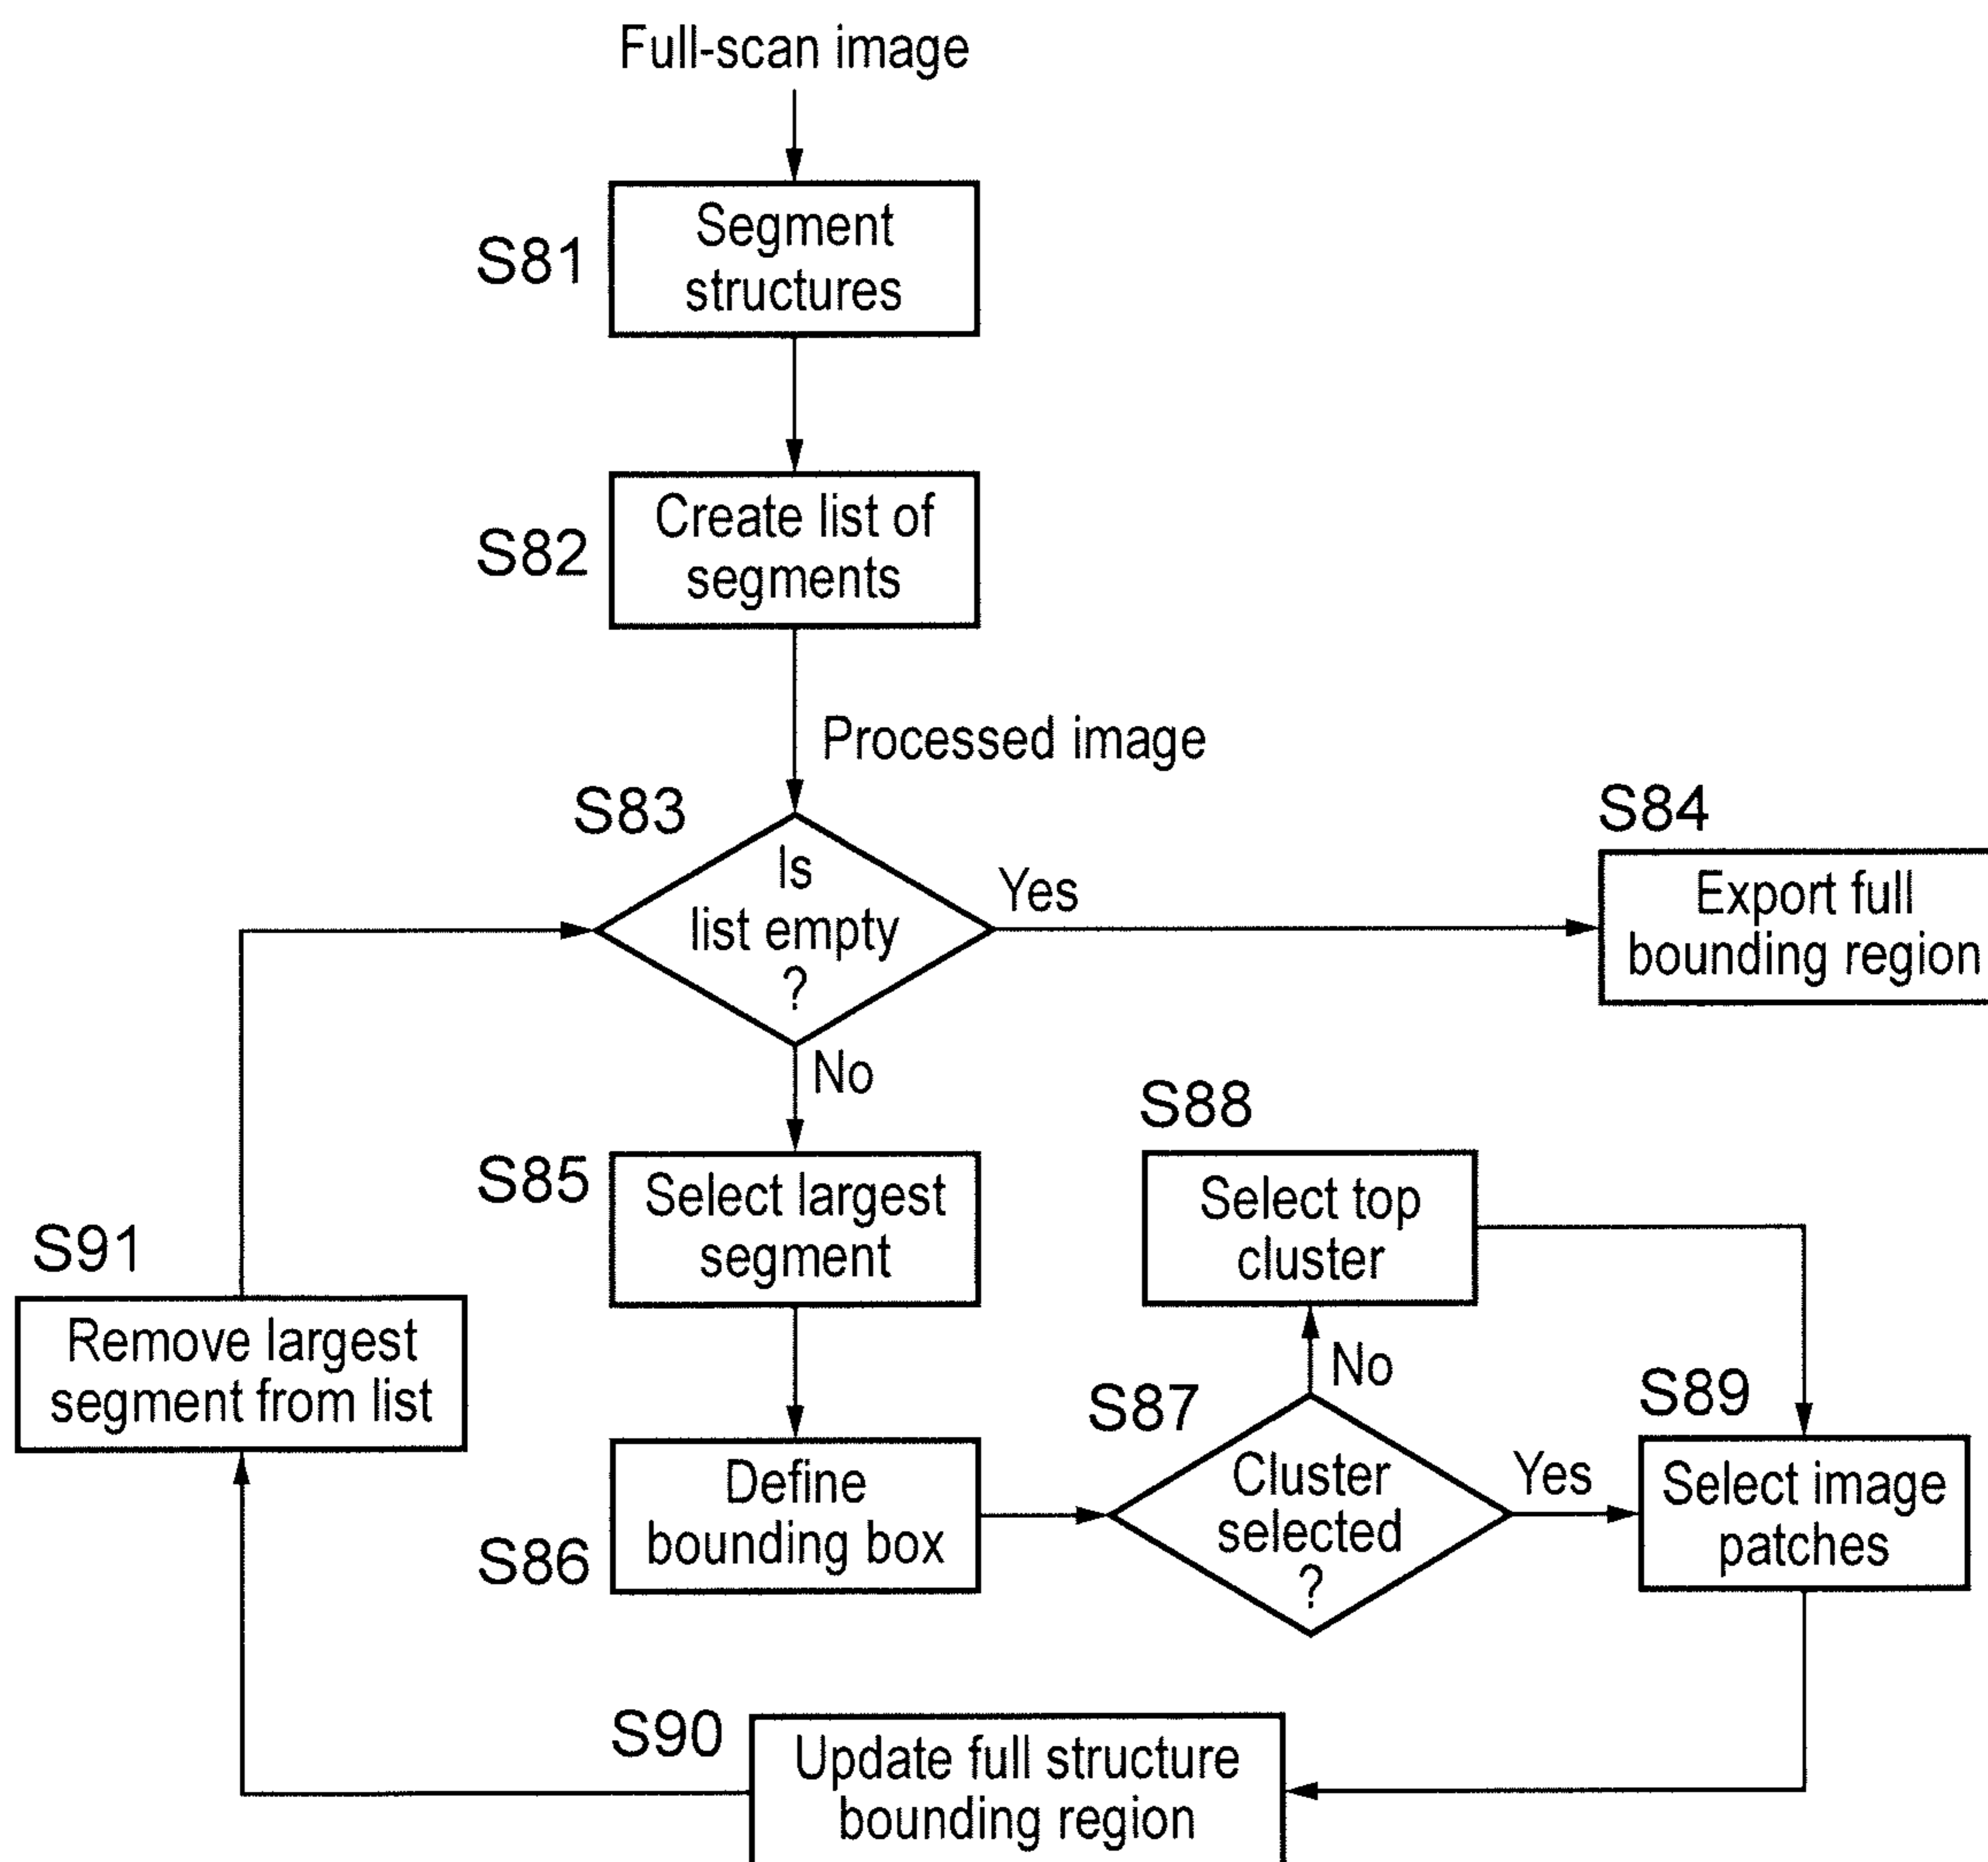 Full-scan image
S81
Segment
structures
S82
Create list of
segments
Processed image
S83
Is
list empty
?
Yes
S84
Export full
bounding region
No
S85
Select largest
segment
S88
Select top
cluster
S91
Remove largest
segment from list
No
S86
Define
bounding box
S87
Cluster
selected
?
Yes
S89
Select image
patches
S90
Update full structure
bounding region